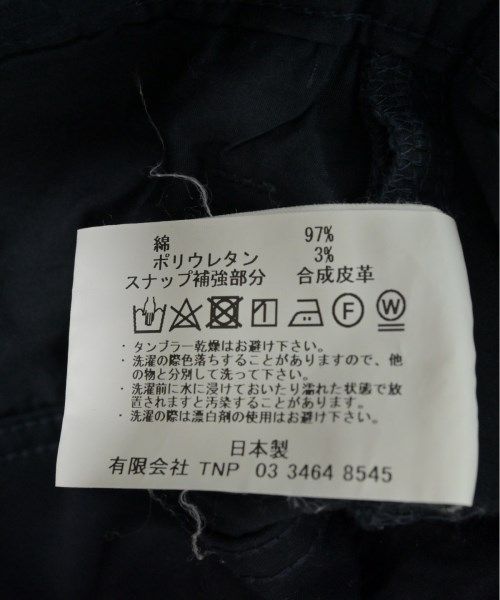 綿 97%
ポリウレタン 3%
スナップ補強部分 合成皮革
F W
・タンブラー乾燥はお避け下さい。
・洗濯の際色落ちすることがありますので、他
の物と分別して洗って下さい。
・洗濯前に水に浸けておいたり濡れた状態で放
置されますと汚染することがあります。
・洗濯の際は漂白剤の使用はお避け下さい。
日本製
有限会社 TNP 03 3464 8545